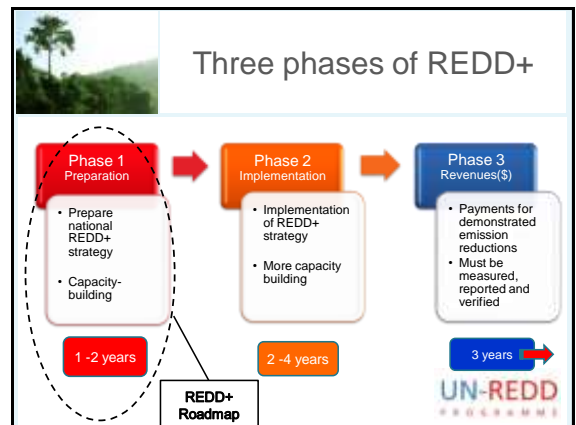 Three phases of REDD+
Phase 1
Preparation
• Prepare
national
REDD+
strategy
• Capacity-
building
1 -2 years
Phase 2
Implementation
• Implementation
of REDD+
strategy
• More capacity
building
2 -4 years
Phase 3
Revenues($)
• Payments for
demonstrated
emission
reductions
• Must be
measured,
reported and
verified
3 years
REDD+
Roadmap
UN-REDD
PROGRAMME